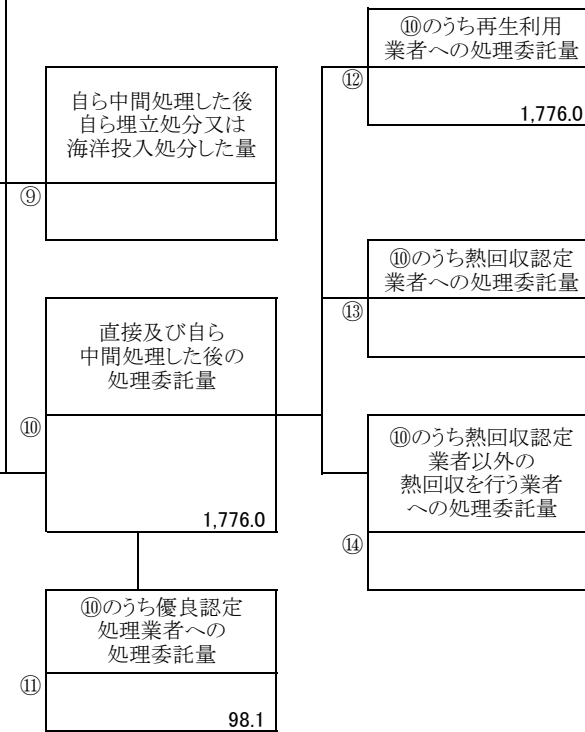 ⑩のうち再生利用
業者への処理委託量
⑫
1,776.0
自ら中間処理した後
自ら埋立処分又は
海洋投入処分した量
⑨
⑩のうち熱回収認定
業者への処理委託量
⑬
直接及び自ら
中間処理した後の
処理委託量
⑩
1,776.0
⑩のうち熱回収認定
業者以外の
熱回収を行う業者
への処理委託量
⑭
⑩のうち優良認定
処理業者への
処理委託量
⑪
98.1